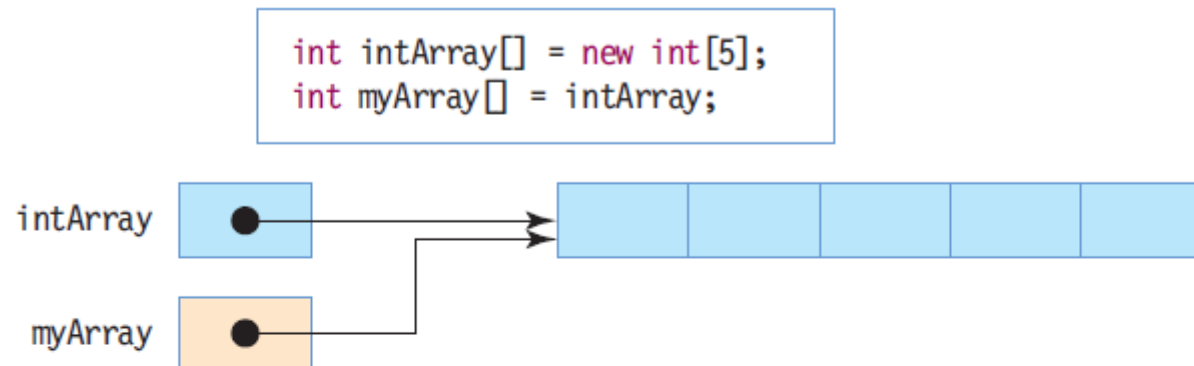 int intArray[] = new int[5];
int myArray[] = intArray;
intArray
myArray